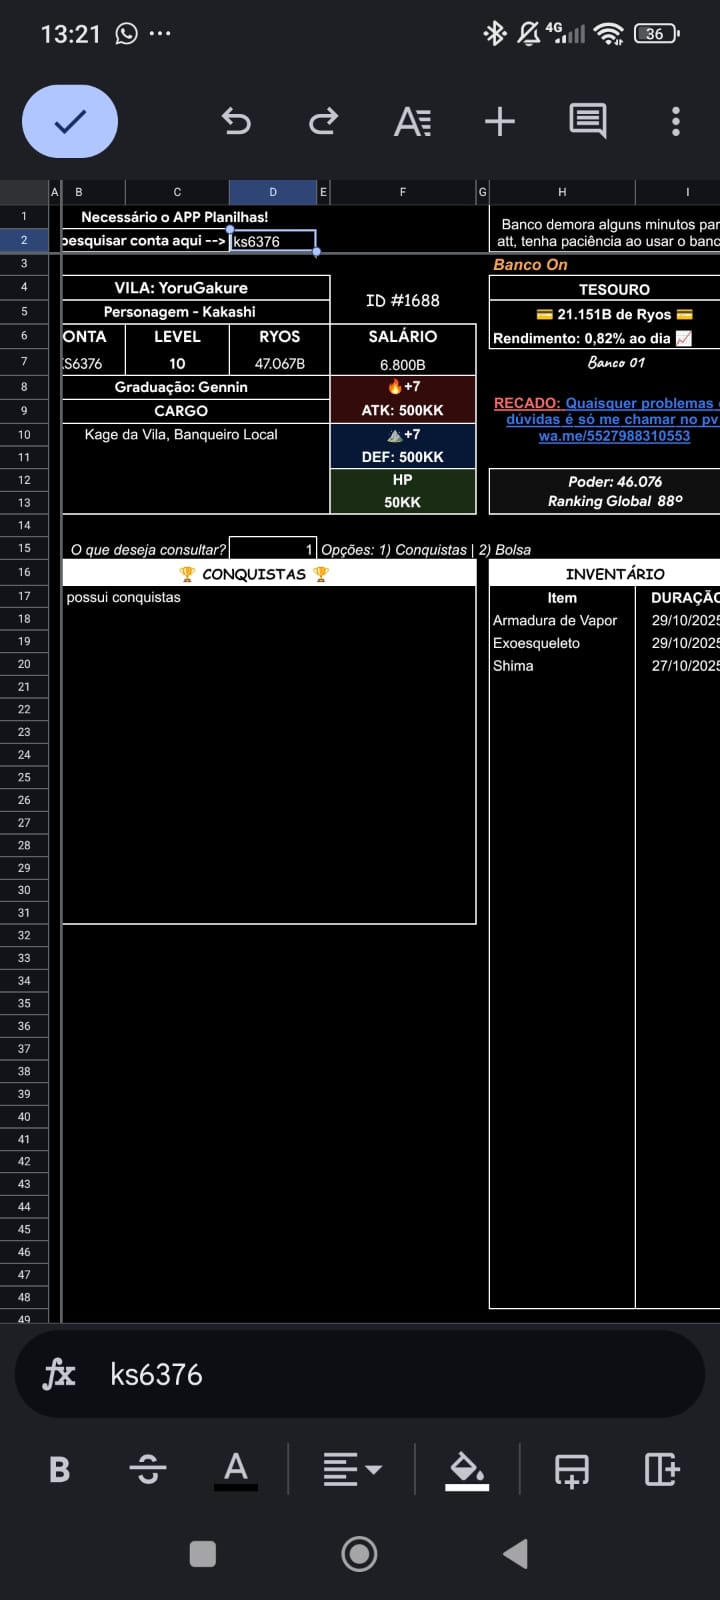 13:21
4G
36
A B C D E F G H I
1 Necessário o APP Planilhas!
Banco demora alguns minutos par
2 pesquisar conta aqui --> ks6376
att, tenha paciência ao usar o banc
3 Banco On
4 VILA: YoruGakure
ID #1688
TESOURO
5 Personagem - Kakashi
💳 21.151B de Ryos 💳
6 ONTA LEVEL RYOS SALÁRIO
Rendimento: 0,82% ao dia 📈
7 S6376 10 47.067B 6.800B
Banco 01
8 Graduação: Gennin 🔥+7
9 CARGO ATK: 500KK
RECADO: Quaisquer problemas
dúvidas é só me chamar no pv
10 Kage da Vila, Banqueiro Local ⛰️+7
wa.me/5527988310553
11 DEF: 500KK
12 HP
Poder: 46.076
13 50KK
Ranking Global 88º
14
15 O que deseja consultar? 1 Opções: 1) Conquistas | 2) Bolsa
16 🏆 CONQUISTAS 🏆 INVENTÁRIO
17 possui conquistas Item DURAÇÃO
18 Armadura de Vapor 29/10/2025
19 Exoesqueleto 29/10/2025
20 Shima 27/10/2025
21
22
23
24
25
26
27
28
29
30
31
32
33
34
35
36
37
38
39
40
41
42
43
44
45
46
47
48
49
fx ks6376
B S A